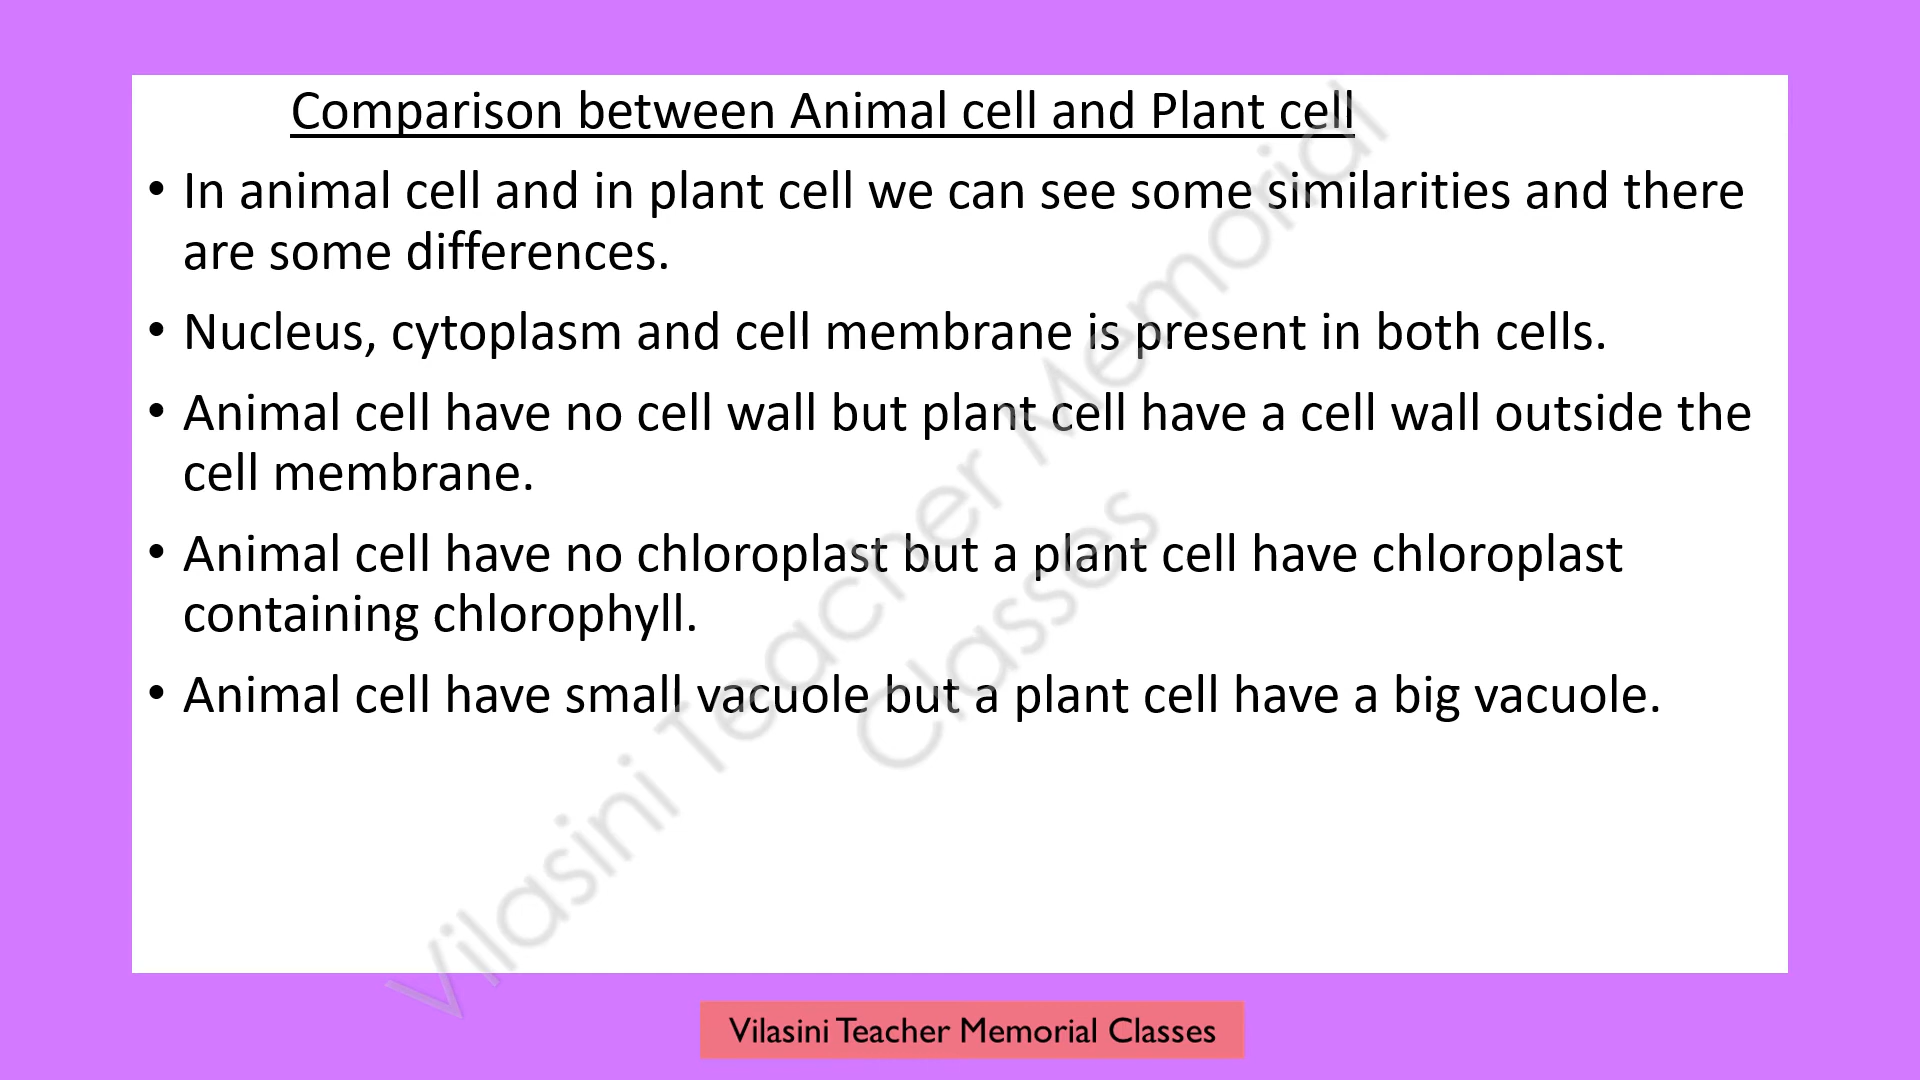 Comparison between Animal cell and Plant cell
• In animal cell and in plant cell we can see some similarities and there
are some differences.
• Nucleus, cytoplasm and cell membrane is present in both cells.
• Animal cell have no cell wall but plant cell have a cell wall outside the
cell membrane.
• Animal cell have no chloroplast but a plant cell have chloroplast
containing chlorophyll.
• Animal cell have small vacuole but a plant cell have a big vacuole.
Vilasini Teacher Memorial
Classes
Vilasini Teacher Memorial Classes